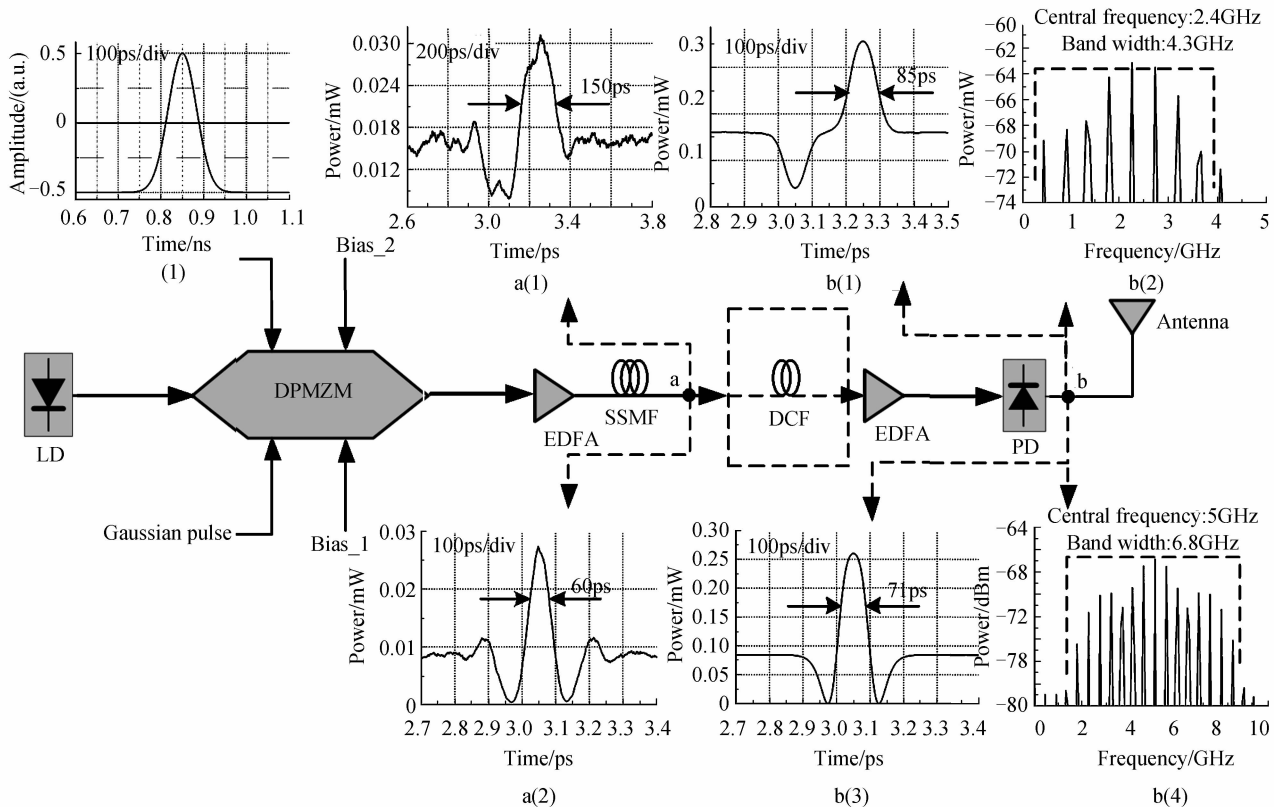 100ps/div
Amplitude/(a.u.)
0.5
0
−0.5
0.6 0.7 0.8 0.9 1.0 1.1
Time/ns
(1)
200ps/div
150ps
Power/mW
0.030
0.024
0.018
0.012
2.6 3.0 3.4 3.8
Time/ps
a(1)
100ps/div
85ps
Power/mW
0.3
0.2
0.1
0
2.8 2.9 3.1 3.2 3.3 3.4 3.5
Time/ps
b(1)
Central frequency:2.4GHz
Band width:4.3GHz
Power/mW
−60
−62
−64
−66
−68
−70
−72
−74
0 1 2 3 4 5
Frequency/GHz
b(2)
Bias_2
LD
DPMZM
EDFA
SSMF
a
DCF
EDFA
PD
b
Antenna
Gaussian pulse
Bias_1
100ps/div
60ps
Power/mW
0.03
0.02
0.01
0
2.7 2.8 2.9 3.0 3.1 3.2 3.3 3.4
Time/ps
a(2)
100ps/div
71ps
Power/mW
0.30
0.25
0.20
0.15
0.10
0.05
0
2.7 2.8 2.9 3.0 3.1 3.2 3.3 3.4
Time/ps
b(3)
Central frequency:5GHz
Band width:6.8GHz
Power/dBm
−64
−68
−72
−78
−80
0 2 4 6 8 10
Frequency/GHz
b(4)